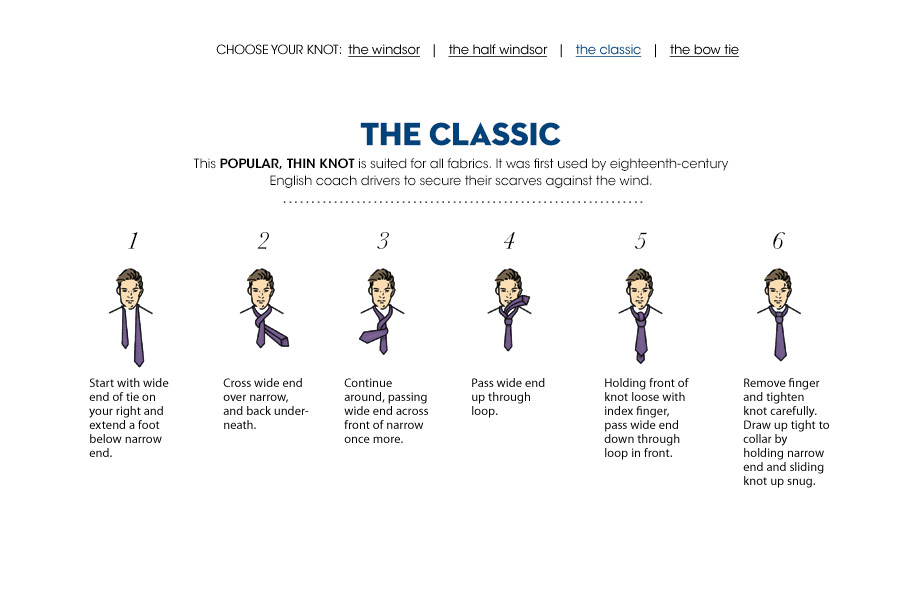 CHOOSE YOUR KNOT: the windsor | the half windsor | the classic | the bow tie
THE CLASSIC
This POPULAR, THIN KNOT is suited for all fabrics. It was first used by eighteenth-century
English coach drivers to secure their scarves against the wind.
1
Start with wide
end of tie on
your right and
extend a foot
below narrow
end.
2
Cross wide end
over narrow,
and back under-
neath.
3
Continue
around, passing
wide end across
front of narrow
once more.
4
Pass wide end
up through
loop.
5
Holding front of
knot loose with
index finger,
pass wide end
down through
loop in front.
6
Remove finger
and tighten
knot carefully.
Draw up tight to
collar by
holding narrow
end and sliding
knot up snug.